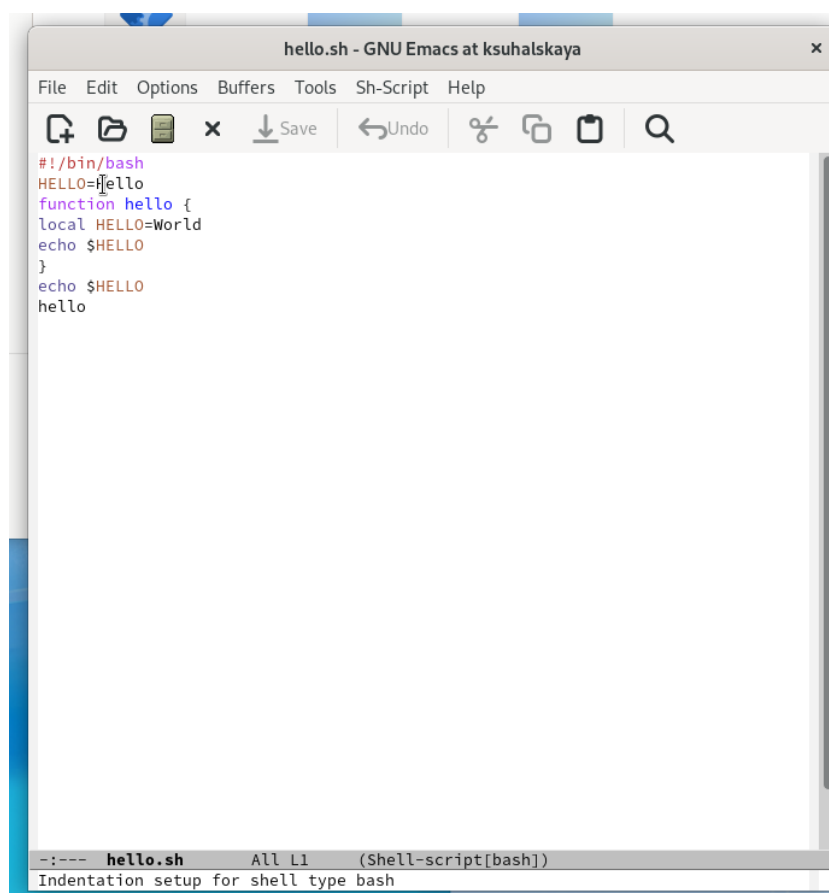 hello.sh - GNU Emacs at ksuhalskaya
File Edit Options Buffers Tools Sh-Script Help
Save Undo
#!/bin/bash
HELLO=Hello
function hello {
local HELLO=World
echo $HELLO
}
echo $HELLO
hello
-:--- hello.sh All L1 (Shell-script[bash])
Indentation setup for shell type bash